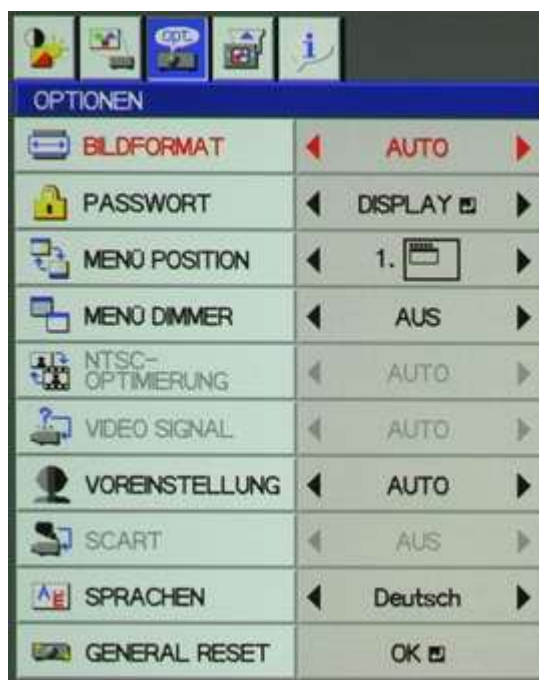 opt.
i
OPTIONEN
BILDFORMAT AUTO
PASSWORT DISPLAY
MENÜ POSITION 1.
MENÜ DIMMER AUS
NTSC-
OPTIMIERUNG AUTO
VIDEO SIGNAL AUTO
VOREINSTELLUNG AUTO
SCART AUS
SPRACHEN Deutsch
GENERAL RESET OK